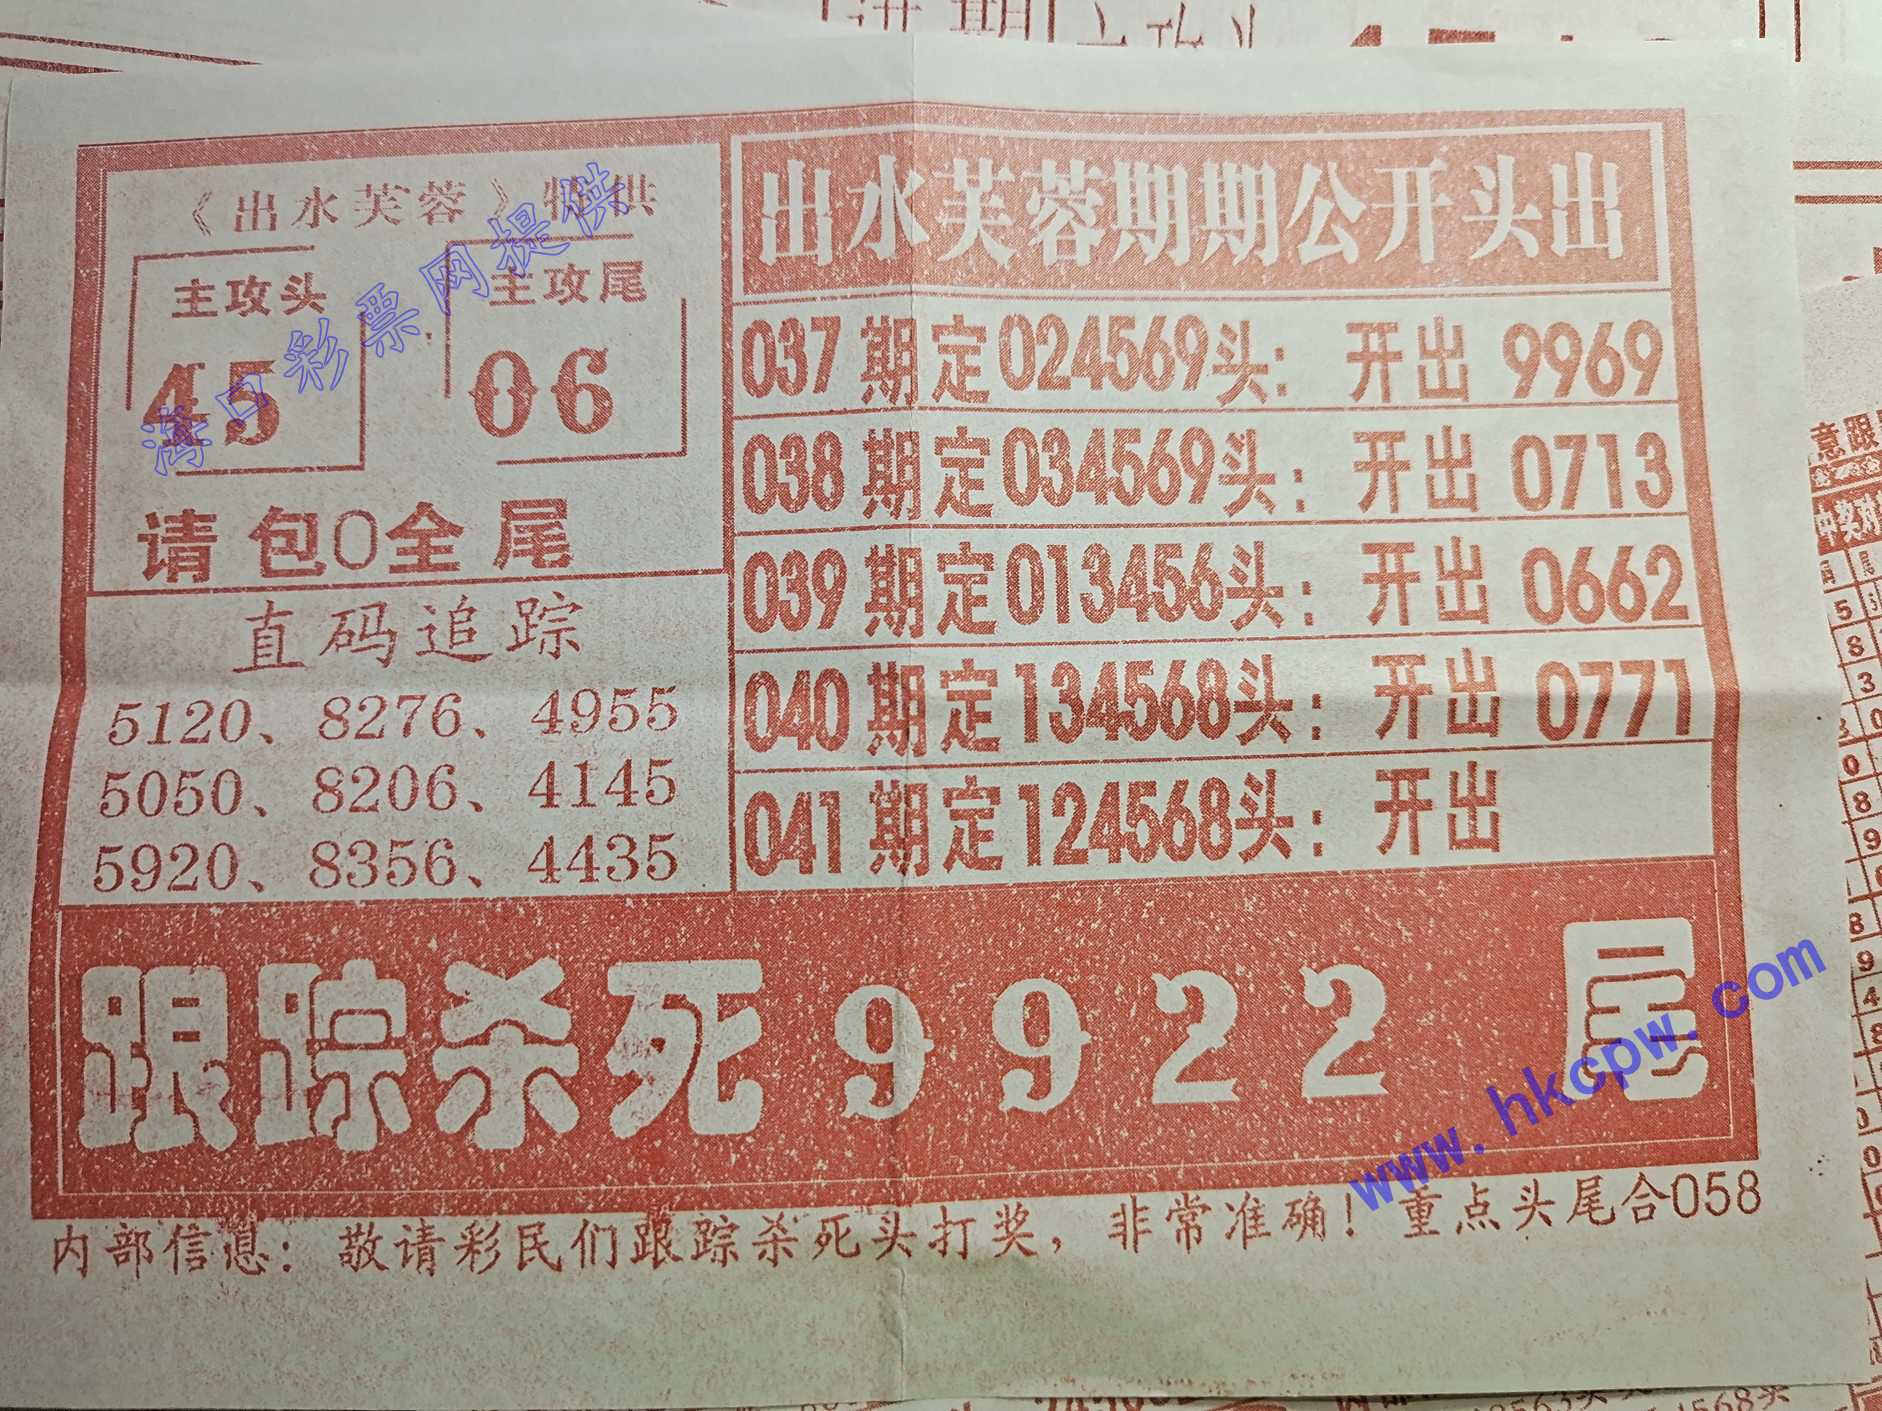 《出水芙蓉》特供
主攻头
45
主攻尾
06
请包0全尾
直码追踪
5120、8276、4955
5050、8206、4145
5920、8356、4435
出水芙蓉期期公开头出
037期定024569头：开出9969
038期定034569头：开出0713
039期定013456头：开出0662
040期定134568头：开出0771
041期定124568头：开出
跟踪杀死9922尾
内部信息：敬请彩民们跟踪杀死头打奖，非常准确！重点头尾合058
海口彩票网提供
www.hkcpw.com
意跟
中奖对